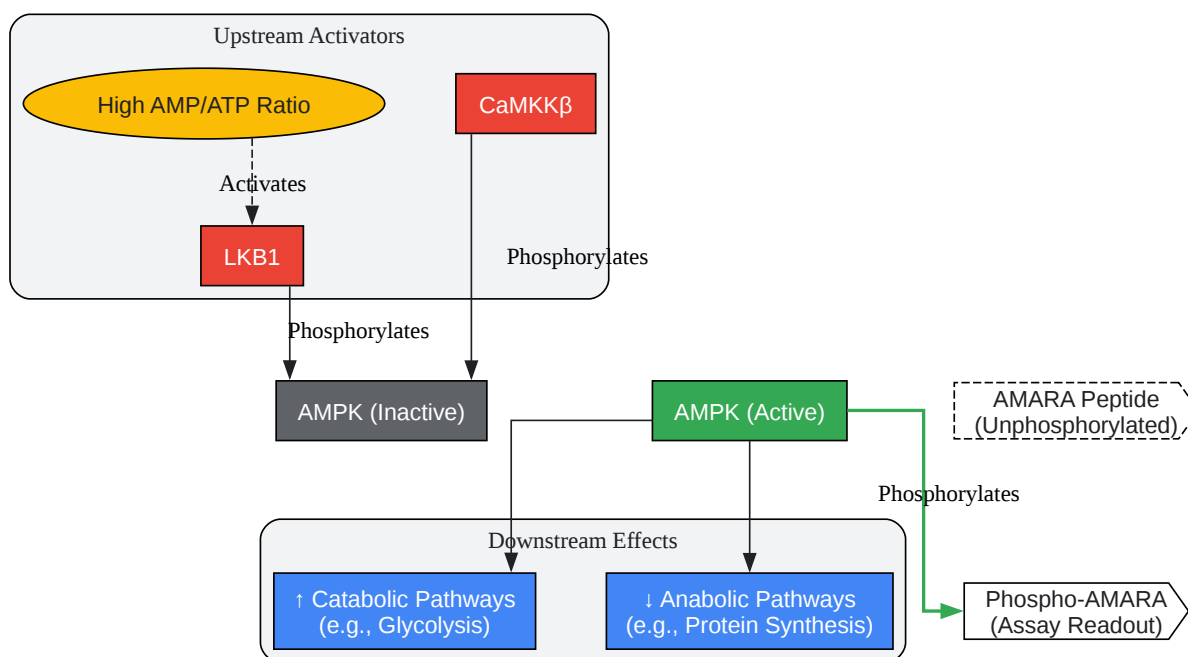 Upstream Activators
High AMP/ATP Ratio
CaMKKβ
Activates
LKB1
Phosphorylates
Phosphorylates
AMPK (Inactive)
AMPK (Active)
AMARA Peptide
(Unphosphorylated)
Phosphorylates
Downstream Effects
↑ Catabolic Pathways
(e.g., Glycolysis)
↓ Anabolic Pathways
(e.g., Protein Synthesis)
Phospho-AMARA
(Assay Readout)